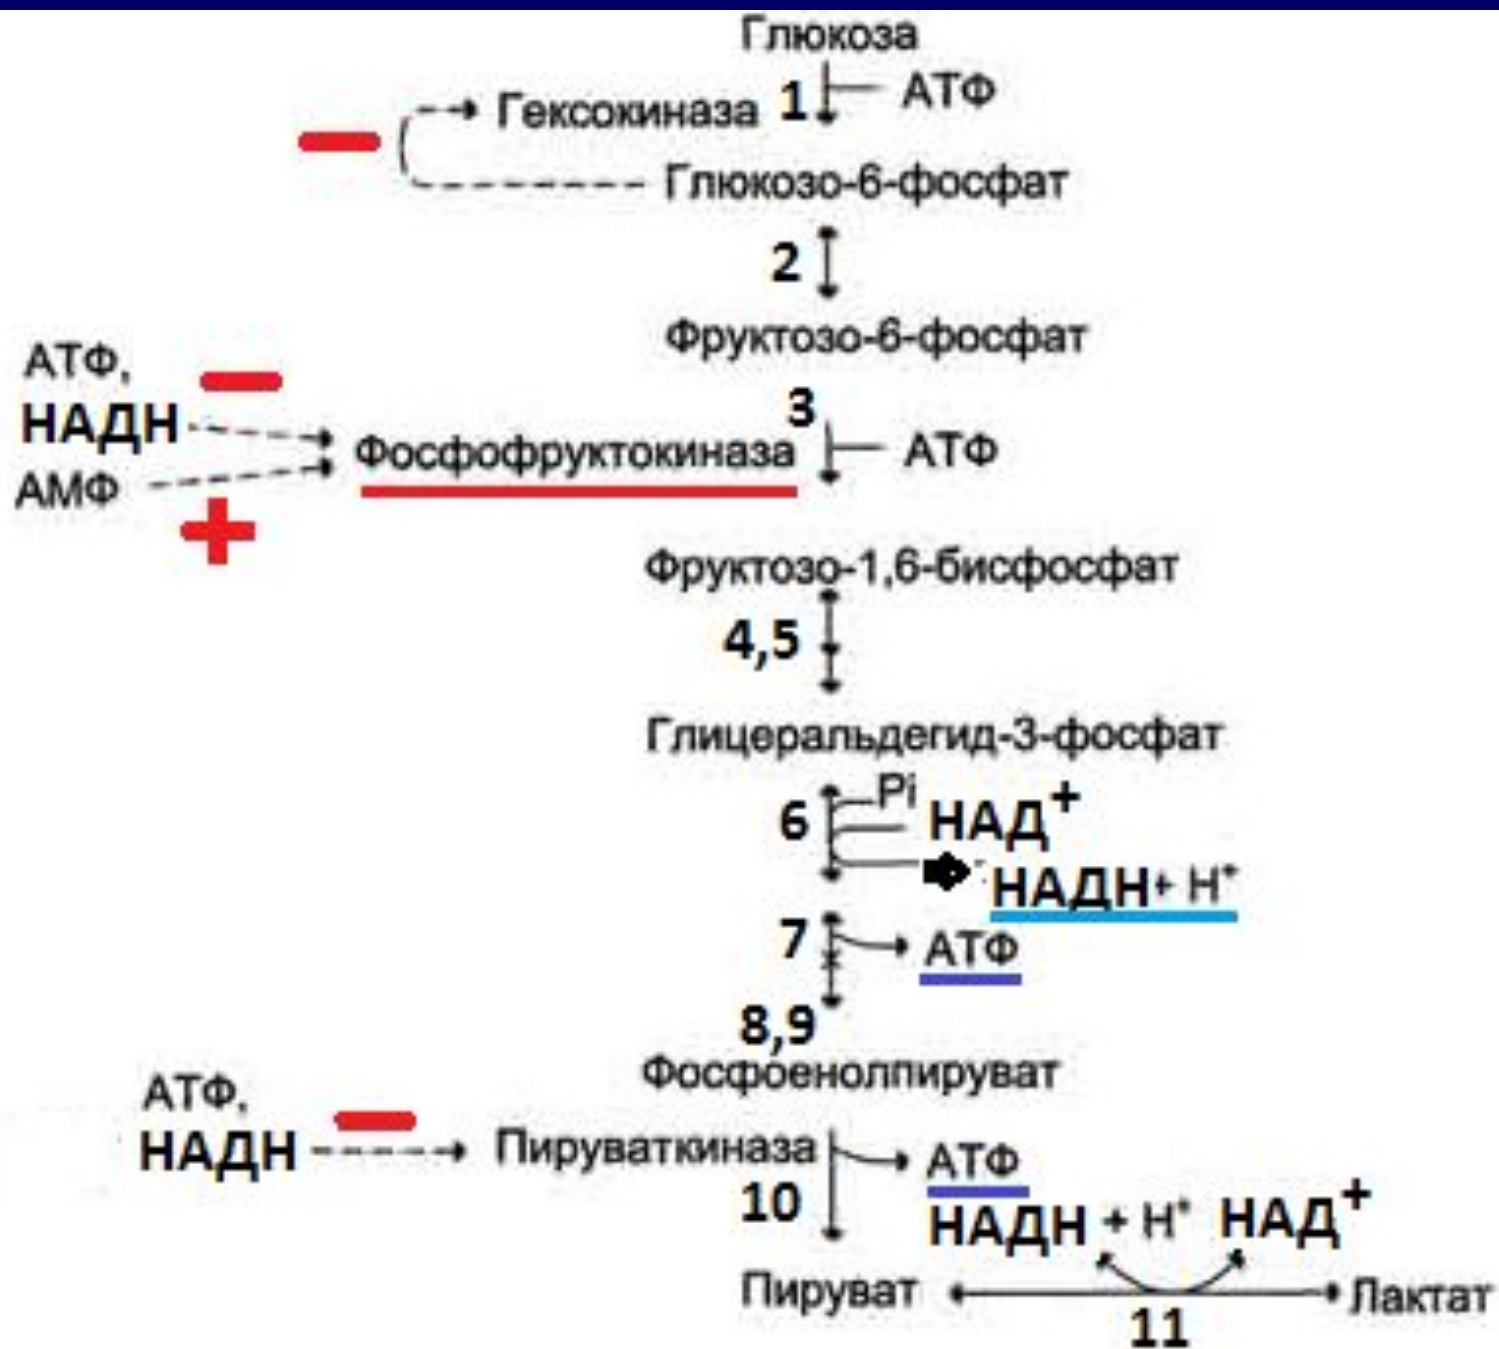 Глюкоза
Гексокиназа 1 АТФ
Глюкозо-6-фосфат
2
Фруктозо-6-фосфат
АТФ,
НАДН
3
Фосфофруктокиназа АТФ
АМФ
Фруктозо-1,6-бисфосфат
4,5
Глицеральдегид-3-фосфат
Pi
6 НАД+
НАДН+ Н+
7 АТФ
8,9
Фосфоенолпируват
АТФ,
НАДН Пируваткиназа АТФ
10 НАДН + Н+ НАД+
Пируват Лактат
11